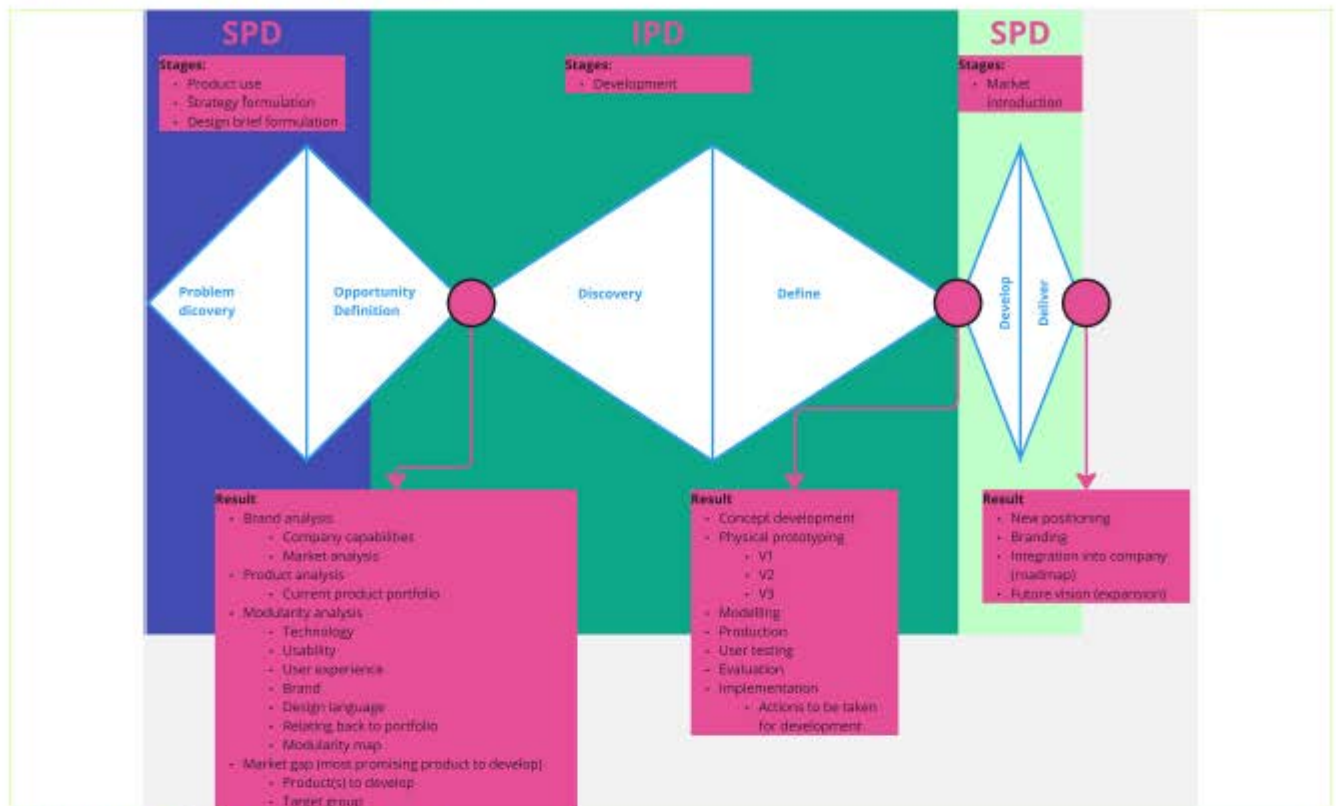 SPD
Stages:
- Product use
- Strategy formulation
- Design brief formulation
IPD
Stages:
- Development
SPD
Stages:
- Market
introduction
Problem
dicovery
Opportunity
Definition
Discovery
Define
Develop
Deliver
Result
- Brand analysis
- Company capabilities
- Market analysis
- Product analysis
- Current product portfolio
- Modularity analysis
- Technology
- Usability
- User experience
- Brand
- Design language
- Relating back to portfolio
- Modularity map
- Market gap (most promising product to develop)
- Product(s) to develop
- Target group
Result
- Concept development
- Physical prototyping
- V1
- V2
- V3
- Modelling
- Production
- User testing
- Evaluation
- Implementation
- Actions to be taken
for development
Result
- New positioning
- Branding
- Integration into company
(roadmap)
- Future vision (expansion)